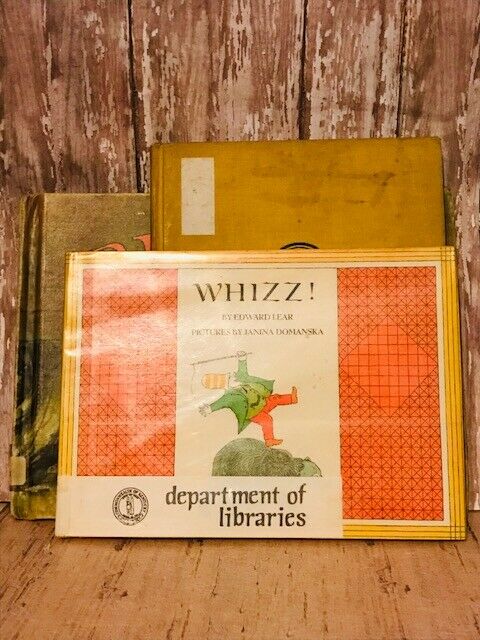 WHIZZ!
BY EDWARD LEAR
PICTURES BY JANINA DOMANSKA
department of
libraries